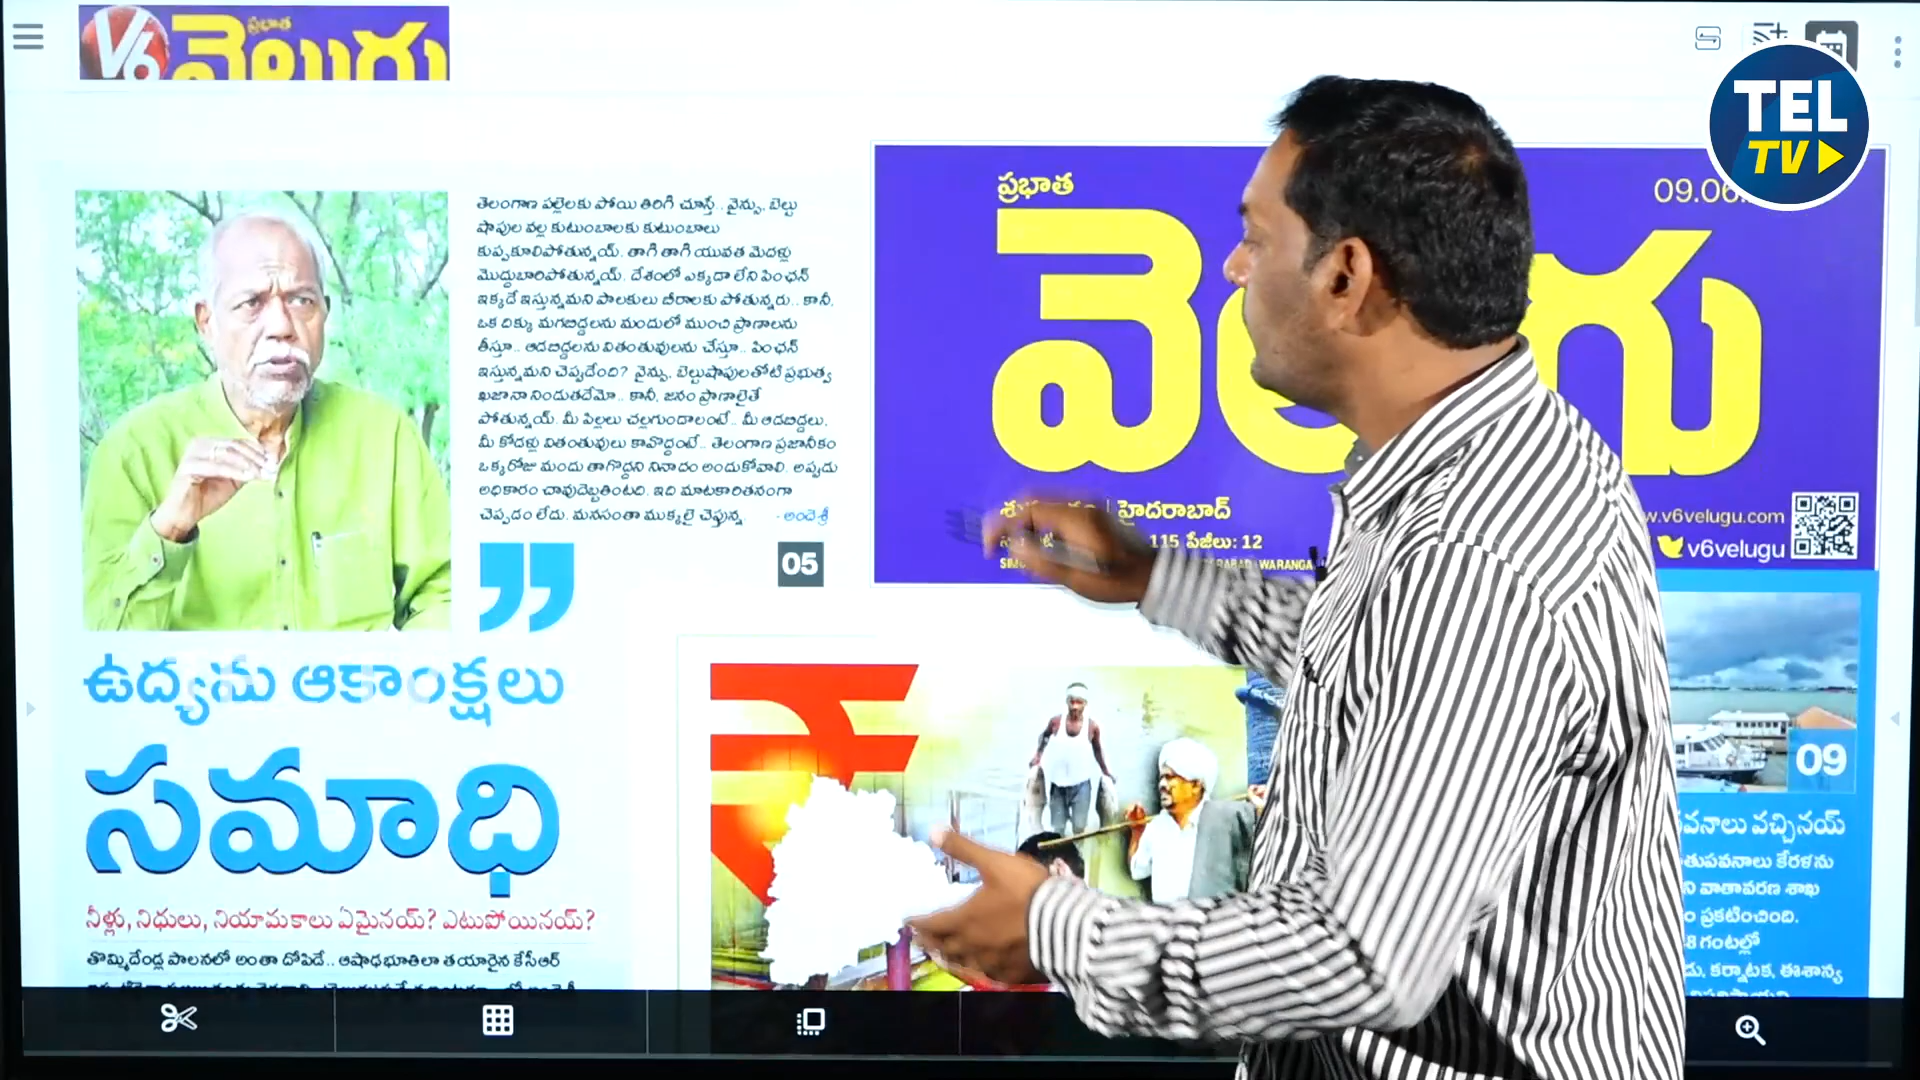 V6
ప్రభాత
వెలుగు
TEL
TV
తెలంగాణ పల్లెలకు పోయి తిరిగి చూస్తే.. వైన్సు, బెల్టు
షాపుల వల్ల కుటుంబాలకు కుటుంబాలు
కుప్పకూలిపోతున్నయ్. తాగి తాగి యువత మెదళ్లు
మొద్దుబారిపోతున్నయ్. దేశంలో ఎక్కడా లేని పింఛన్
ఇక్కడే ఇస్తున్నమని పాలకులు బీరాలకు పోతున్నరు.. కానీ,
ఒక దిక్కు మగబిడ్డలను మందులో ముంచి ప్రాణాలను
తీస్తూ.. ఆడబిడ్డలను వితంతువులను చేస్తూ.. పింఛన్
ఇస్తున్నమని చెప్పుడేంది? వైన్సు, బెల్టుషాపులతోటి ప్రభుత్వ
ఖజానా నిండుతదేమో.. కానీ, జనం ప్రాణాలైతే
పోతున్నయ్. మీ పిల్లలు చల్లగుండాలంటే.. మీ ఆడబిడ్డలు,
మీ కోడళ్లు వితంతువులు కావొద్దంటే.. తెలంగాణ ప్రజానీకం
ఒక్కరోజు మందు తాగొద్దని నినాదం అందుకోవాలి. అప్పుడు
అధికారం చావుదెబ్బతింటది. ఇది మాటకారితనంగా
చెప్పడం లేదు. మనసంతా ముక్కలై చెప్తున్న.
- అందెశ్రీ
05
ఉద్యమ ఆకాంక్షలు
సమాధి
నీళ్లు, నిధులు, నియామకాలు ఏమైనయ్? ఎటుపోయినయ్?
తొమ్మిదేండ్ల పాలనలో అంతా దోపిడే.. ఆషాఢభూతిలా తయారైన కేసీఆర్
ప్రభాత
09.06.
హైదరాబాద్
115 పేజీలు: 12
WARANGA
w.v6velugu.com
v6velugu
09
వచ్చినయ్
కేరళను
వాతావరణ శాఖ
ప్రకటించింది.
గంటల్లో
కర్నాటక, ఈశాన్య